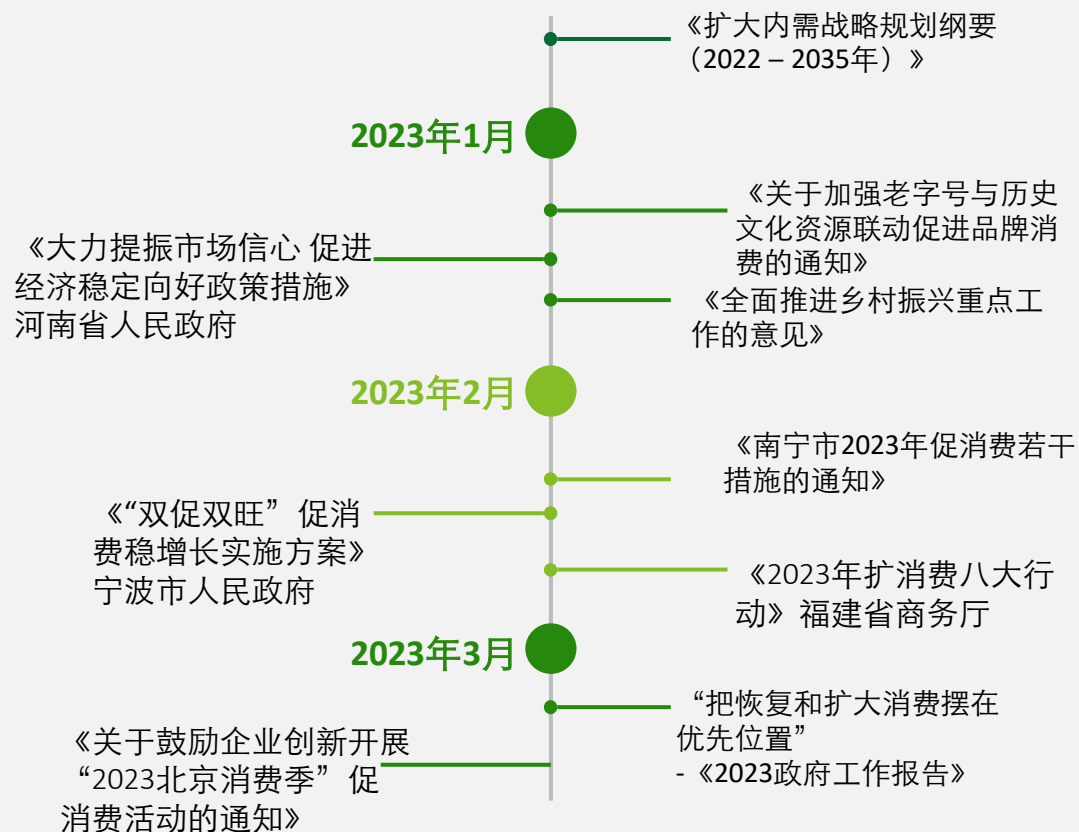 《扩大内需战略规划纲要
（2022 – 2035年）》
2023年1月
《关于加强老字号与历史
文化资源联动促进品牌消
费的通知》
《大力提振市场信心 促进
经济稳定向好政策措施》
河南省人民政府
《全面推进乡村振兴重点工
作的意见》
2023年2月
《南宁市2023年促消费若干
措施的通知》
《“双促双旺”促消
费稳增长实施方案》
宁波市人民政府
《2023年扩消费八大行
动》福建省商务厅
2023年3月
“把恢复和扩大消费摆在
优先位置”
-《2023政府工作报告》
《关于鼓励企业创新开展
“2023北京消费季”促
消费活动的通知》